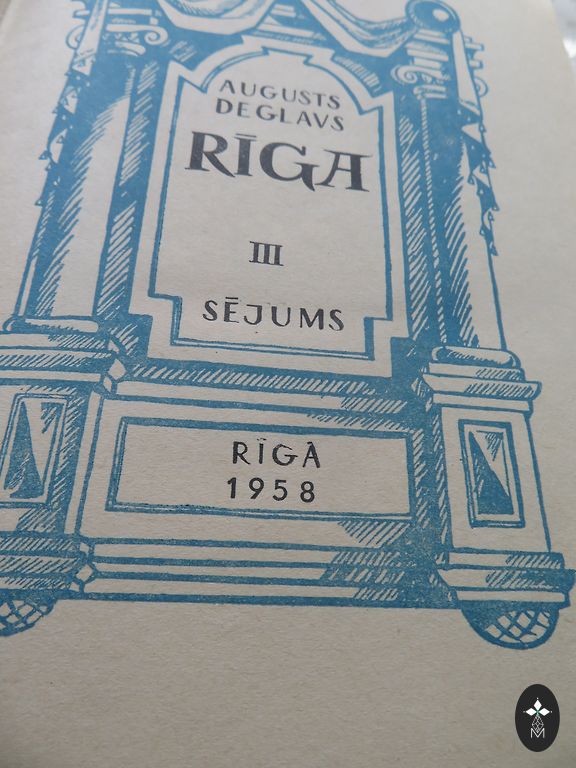 AUGUSTS
DEGLAVS
RĪGA
III
SĒJUMS
RĪGĀ
1958
M